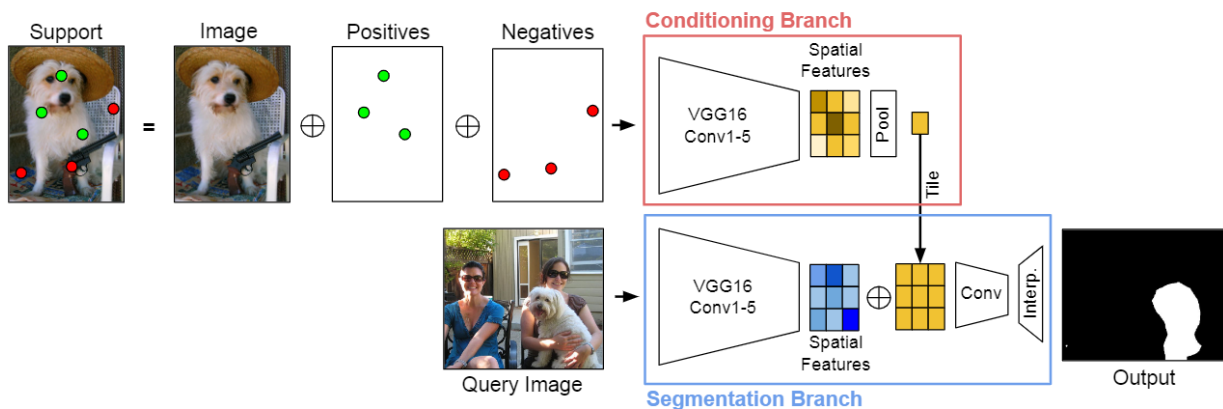 Conditioning Branch
Support
=
Image
⊕
Positives
⊕
Negatives
VGG16
Conv1-5
Spatial
Features
Pool
Tile
VGG16
Conv1-5
Spatial
Features
⊕
Conv
Interp.
Query Image
Segmentation Branch
Output